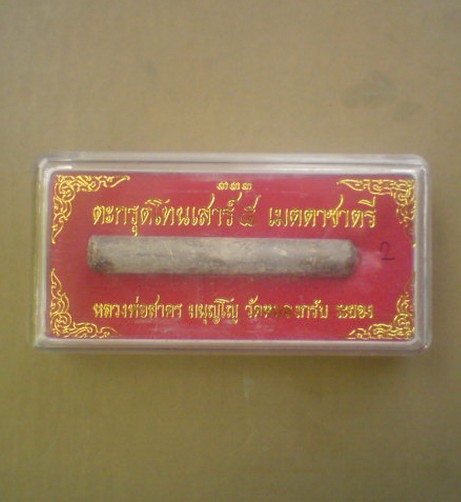 ๓๓๓
ตะกรุดโทนเสาร์ ๕ เมตตาชาตรี
2
หลวงพ่อสาคร มนุญโญ วัดหนองกรับ ระยอง